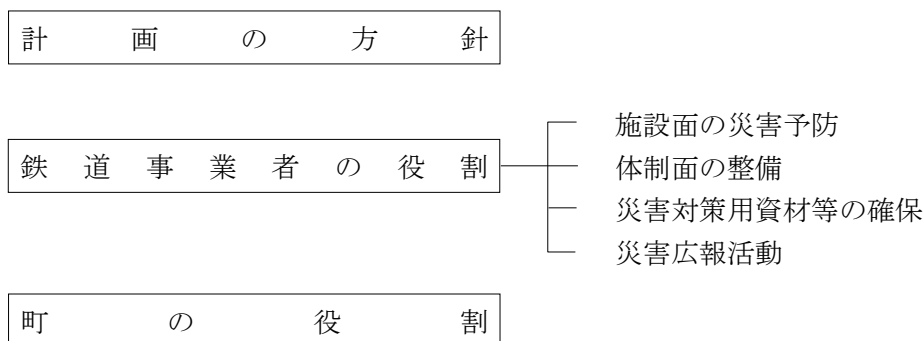 計画の方針
鉄道事業者の役割
施設面の災害予防
体制面の整備
災害対策用資材等の確保
災害広報活動
町の役割